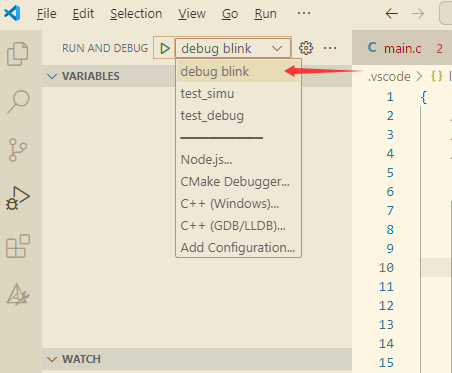 File Edit Selection View Go Run ···
RUN AND DEBUG debug blink ··· main.c 2
debug blink
test_simu
test_debug
Node.js...
CMake Debugger...
C++ (Windows)...
C++ (GDB/LLDB)...
Add Configuration...
VARIABLES
WATCH
.vscode > {}
1 {
2
3
4
5
6
7
8
9
10
11
12
13
14
15